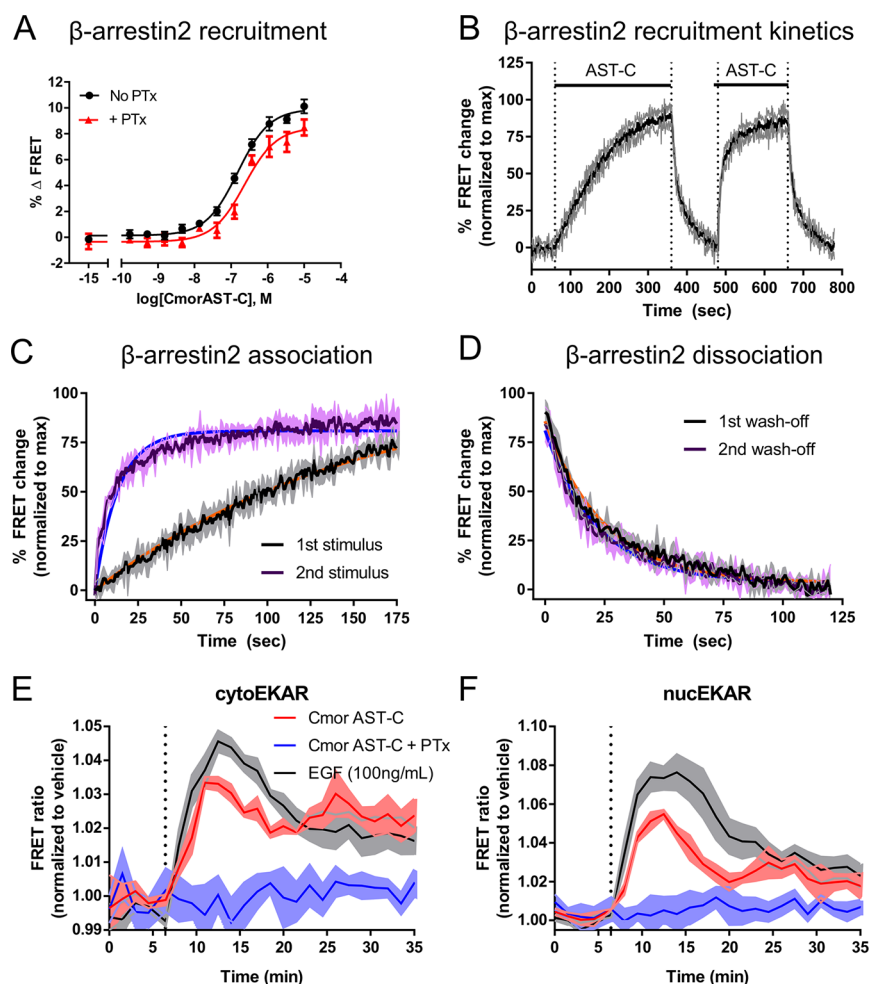 A β-arrestin2 recruitment
12
10
8
6
4
2
0
-2
% Δ FRET
No PTx
+ PTx
-15 -10 -9 -8 -7 -6 -5 -4
log[CmorAST-C], M
B β-arrestin2 recruitment kinetics
AST-C AST-C
125
100
75
50
25
0
% FRET change
(normalized to max)
0 100 200 300 400 500 600 700 800
Time (sec)
C β-arrestin2 association
100
75
50
25
0
% FRET change
(normalized to max)
1st stimulus
2nd stimulus
0 25 50 75 100 125 150 175
Time (sec)
D β-arrestin2 dissociation
100
75
50
25
0
% FRET change
(normalized to max)
1st wash-off
2nd wash-off
0 25 50 75 100 125
Time (sec)
E cytoEKAR
1.05
1.04
1.03
1.02
1.01
1.00
0.99
FRET ratio
(normalized to vehicle)
Cmor AST-C
Cmor AST-C + PTx
EGF (100ng/mL)
0 5 10 15 20 25 30 35
Time (min)
F nucEKAR
1.10
1.08
1.06
1.04
1.02
1.00
FRET ratio
(normalized to vehicle)
0 5 10 15 20 25 30 35
Time (min)